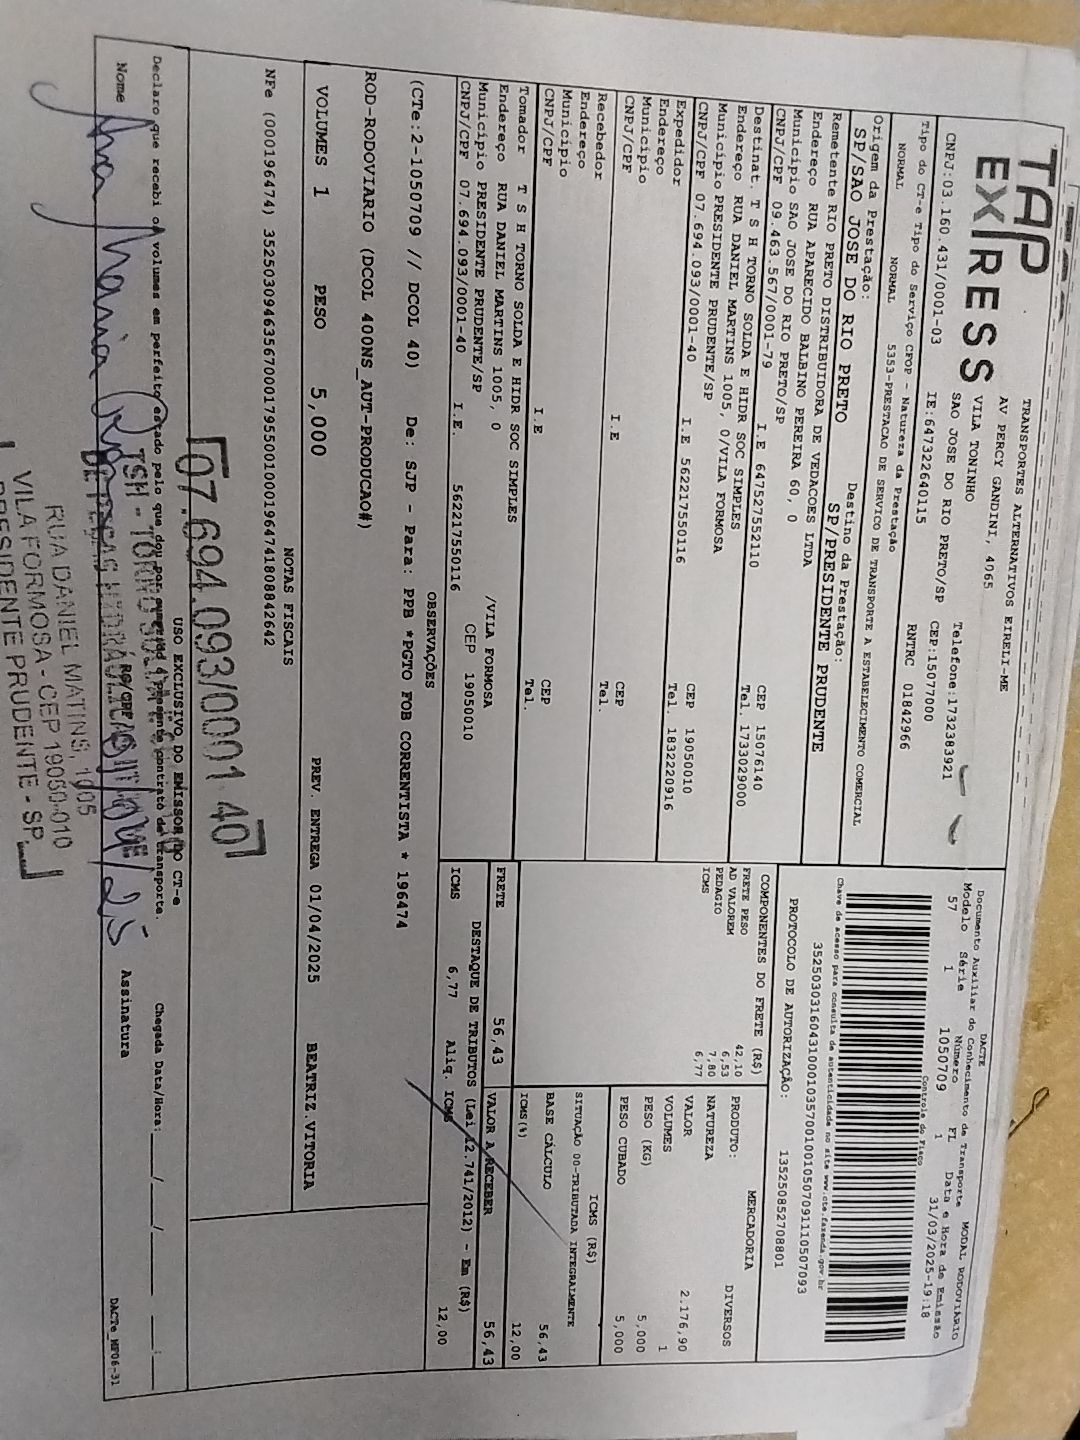 TAP
EXPRESS
TRANSPORTES ALTERNATIVOS EIRELI-ME
AV PERCY GANDINI, 4065
VILA TONINHO
SAO JOSE DO RIO PRETO/SP
Telefone:1732383921
CEP:15077000
CNPJ:03.160.431/0001-03
IE:647322640115
RNTRC 01842966
Tipo do CT-e Tipo do Serviço CFOP - Natureza da Prestação
NORMAL NORMAL 5353-PRESTACAO DE SERVICO DE TRANSPORTE A ESTABELECIMENTO COMERCIAL
Origem da Prestação: Destino da Prestação:
SP/SAO JOSE DO RIO PRETO SP/PRESIDENTE PRUDENTE
Remetente RIO PRETO DISTRIBUIDORA DE VEDACOES LTDA
Endereço RUA APARECIDO BALBINO PEREIRA 60, 0
Município SAO JOSE DO RIO PRETO/SP CEP 15076140
CNPJ/CPF 09.463.567/0001-79 I.E 647527552110 Tel. 1733029000
Destinat. T S H TORNO SOLDA E HIDR SOC SIMPLES
Endereço RUA DANIEL MARTINS 1005, 0/VILA FORMOSA
Município PRESIDENTE PRUDENTE/SP CEP 19050010
CNPJ/CPF 07.694.093/0001-40 I.E 562217550116 Tel. 1832220916
Expedidor
Endereço
Município CEP
CNPJ/CPF I.E Tel.
Recebedor
Endereço
Município CEP
CNPJ/CPF I.E Tel.
Tomador T S H TORNO SOLDA E HIDR SOC SIMPLES
Endereço RUA DANIEL MARTINS 1005, 0 /VILA FORMOSA
Município PRESIDENTE PRUDENTE/SP CEP 19050010
CNPJ/CPF 07.694.093/0001-40 I.E. 562217550116
DACTE
Documento Auxiliar do Conhecimento de Transporte MODAL RODOVIÁRIO
Modelo Série Número FL Data e Hora de Emissão
57 1 1050709 1 31/03/2025-19:18
Controle do Fisco
Chave de acesso para consulta de autenticidade no site www.cte.fazenda.gov.br
35250303160431000103570010010507091110507093
PROTOCOLO DE AUTORIZAÇÃO: 135250852708801
COMPONENTES DO FRETE (R$)
FRETE PESO 42,10
AD VALOREM 6,53
PEDAGIO 7,80
ICMS 6,77
MERCADORIA
PRODUTO: DIVERSOS
NATUREZA
VALOR 2.176,90
VOLUMES 1
PESO (KG) 5,000
PESO CUBADO 5,000
ICMS (R$)
SITUAÇÃO 00-TRIBUTADA INTEGRALMENTE
BASE CÁLCULO 56,43
ICMS(%) 12,00
FRETE 56,43
VALOR A RECEBER 56,43
DESTAQUE DE TRIBUTOS (Lei 12.741/2012) - Em (R$)
ICMS 6,77 Aliq. ICMS 12,00
OBSERVAÇÕES
(CTe:2-1050709 // DCOL 40) De: SJP - Para: PPB *PGTO FOB CORRENTISTA * 196474
ROD-RODOVIARIO (DCOL 400NS_AUT-PRODUCAO#)
VOLUMES 1 PESO 5,000 PREV. ENTREGA 01/04/2025 BEATRIZ.VITORIA
NOTAS FISCAIS
NFe (000196474) 35250309463567000179550010001964741808842642
USO EXCLUSIVO DO EMISSOR DO CT-e
07.694.093/0001 40
Declaro que recebi os volumes em perfeito estado pelo que dou por cumprido o presente contrato de transporte. Chegada Data/Hora:___/___/___ __:__
TSH - TORNO
Nome RG/CPF Assinatura
RUA DANIEL MATINS, 1005
VILA FORMOSA - CEP 19050-010
PRESIDENTE PRUDENTE - SP
DACTe_MF06-31